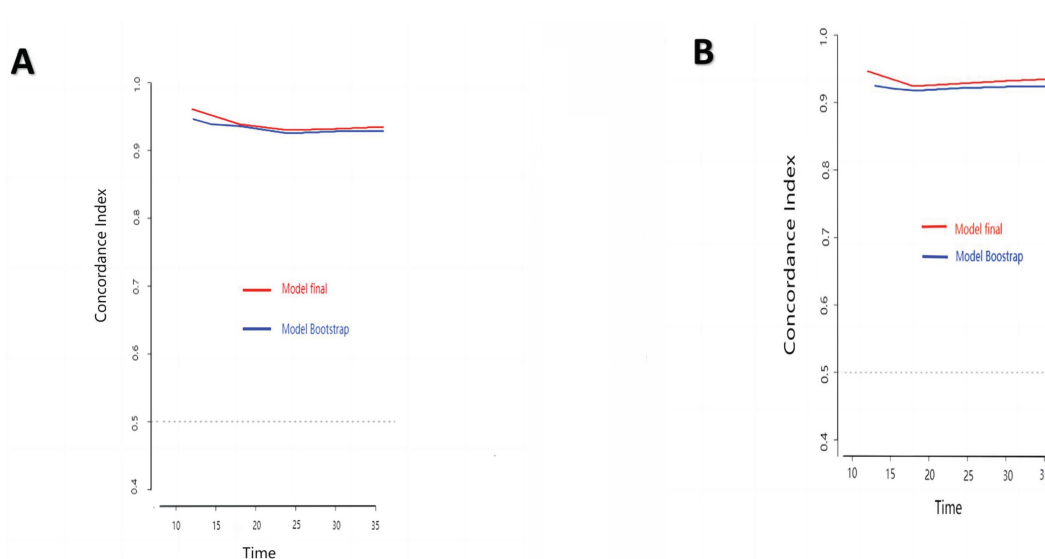 A
Concordance Index
1.0
0.9
0.8
0.7
0.6
0.5
0.4
Model final
Model Bootstrap
10 15 20 25 30 35
Time
B
Concordance Index
1.0
0.9
0.8
0.7
0.6
0.5
0.4
Model final
Model Boostrap
10 15 20 25 30
Time